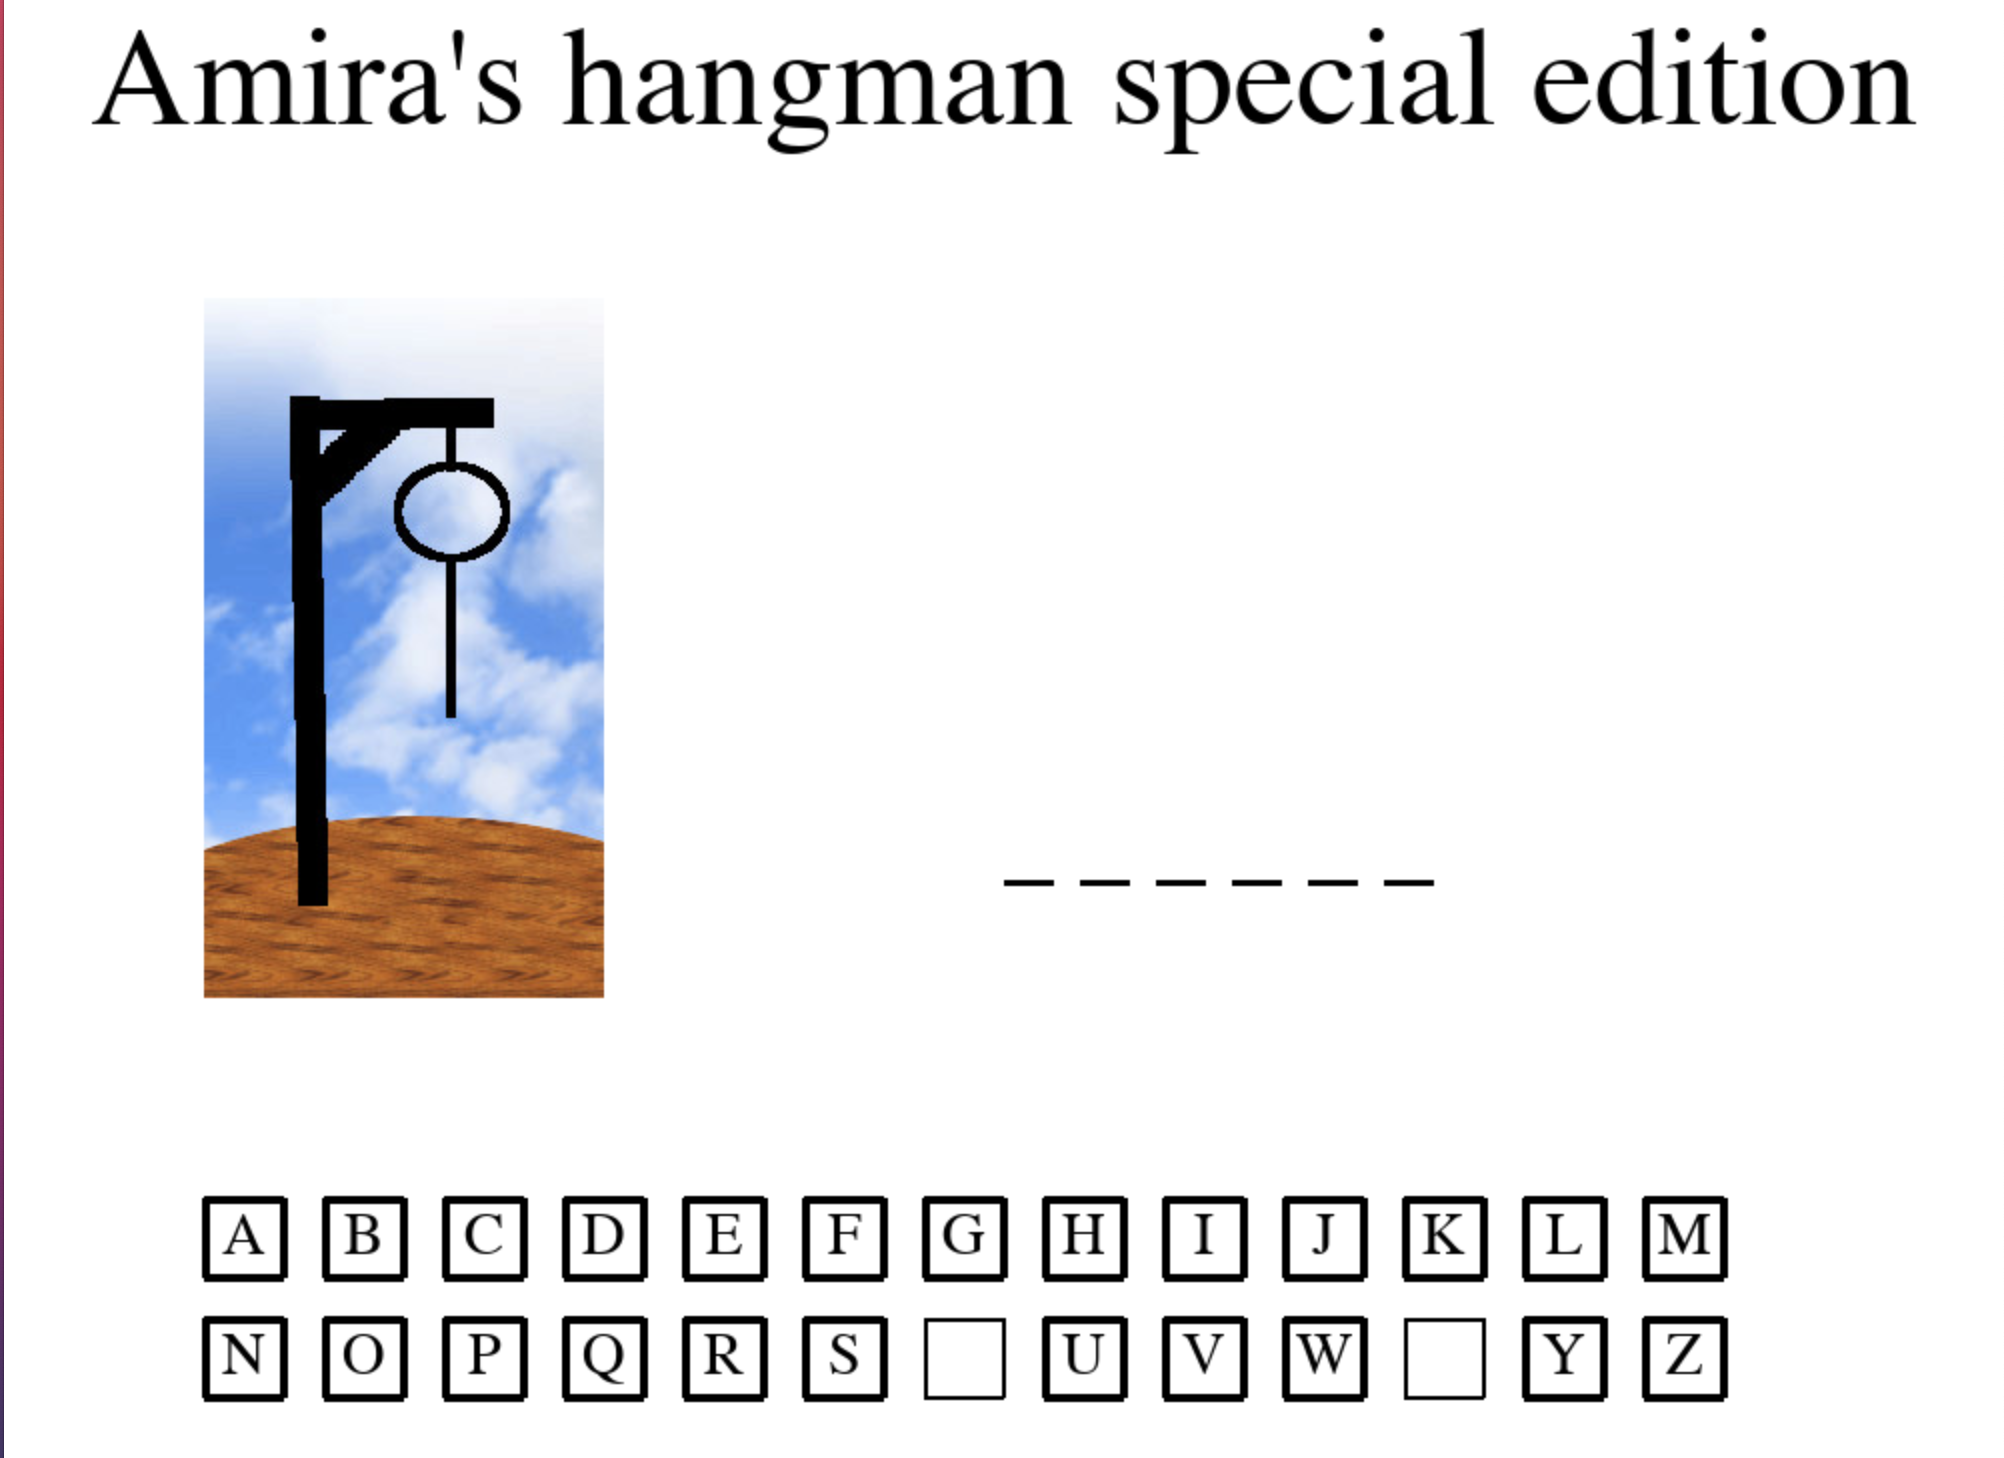 Amira's hangman special edition
_ _ _ _ _ _
A B C D E F G H I J K L M
N O P Q R S U V W Y Z